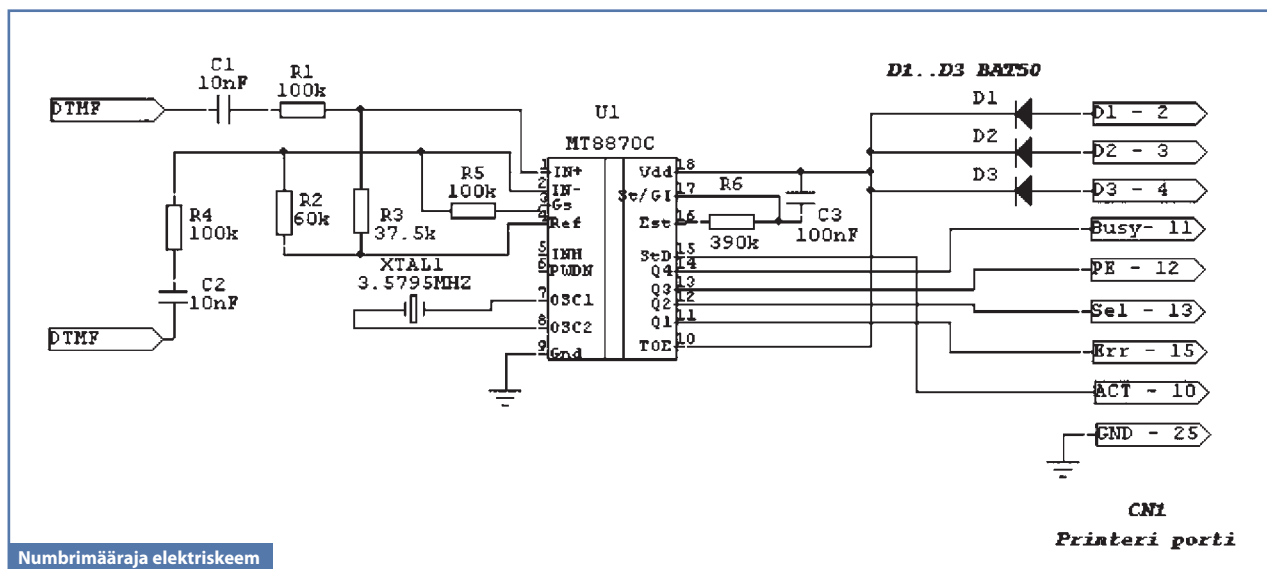 C1
10nF
R1
100k
DTMF
D1..D3 BAT50
D1
D1 - 2
D2
D2 - 3
D3
D3 - 4
U1
MT8870C
1 IN+
2 IN-
3 Gs
4 Ref
5 INH
6 PWDN
7 OSC1
8 OSC2
9 Gnd
Vdd 18
St/GI 17
Est 16
StD 15
Q4 14
Q3 13
Q2 12
Q1 11
TOE 10
R5
100k
R6
390k
C3
100nF
R4
100k
R2
60k
R3
37.5k
XTAL1
3.5795MHZ
C2
10nF
DTMF
Busy- 11
PE - 12
Sel - 13
Err - 15
ACT - 10
GND - 25
CN1
Printeri porti
Numbrimääraja elektriskeem